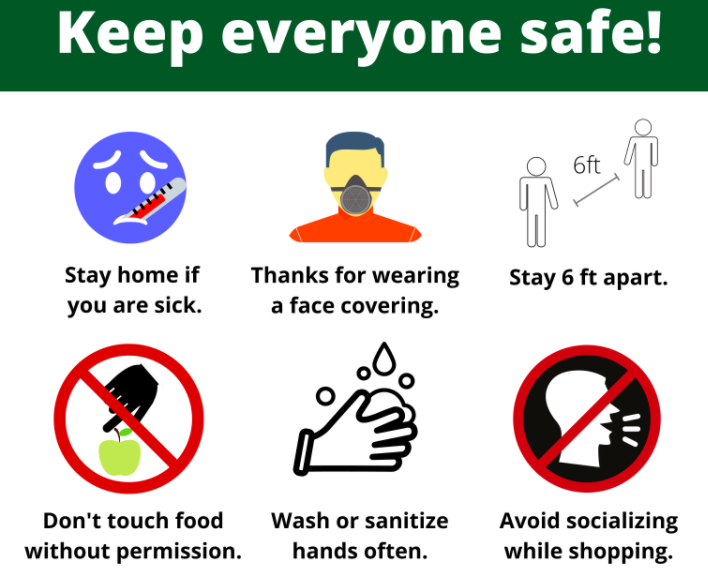 Keep everyone safe!
6ft
Stay home if
you are sick.
Thanks for wearing
a face covering.
Stay 6 ft apart.
Don't touch food
without permission.
Wash or sanitize
hands often.
Avoid socializing
while shopping.